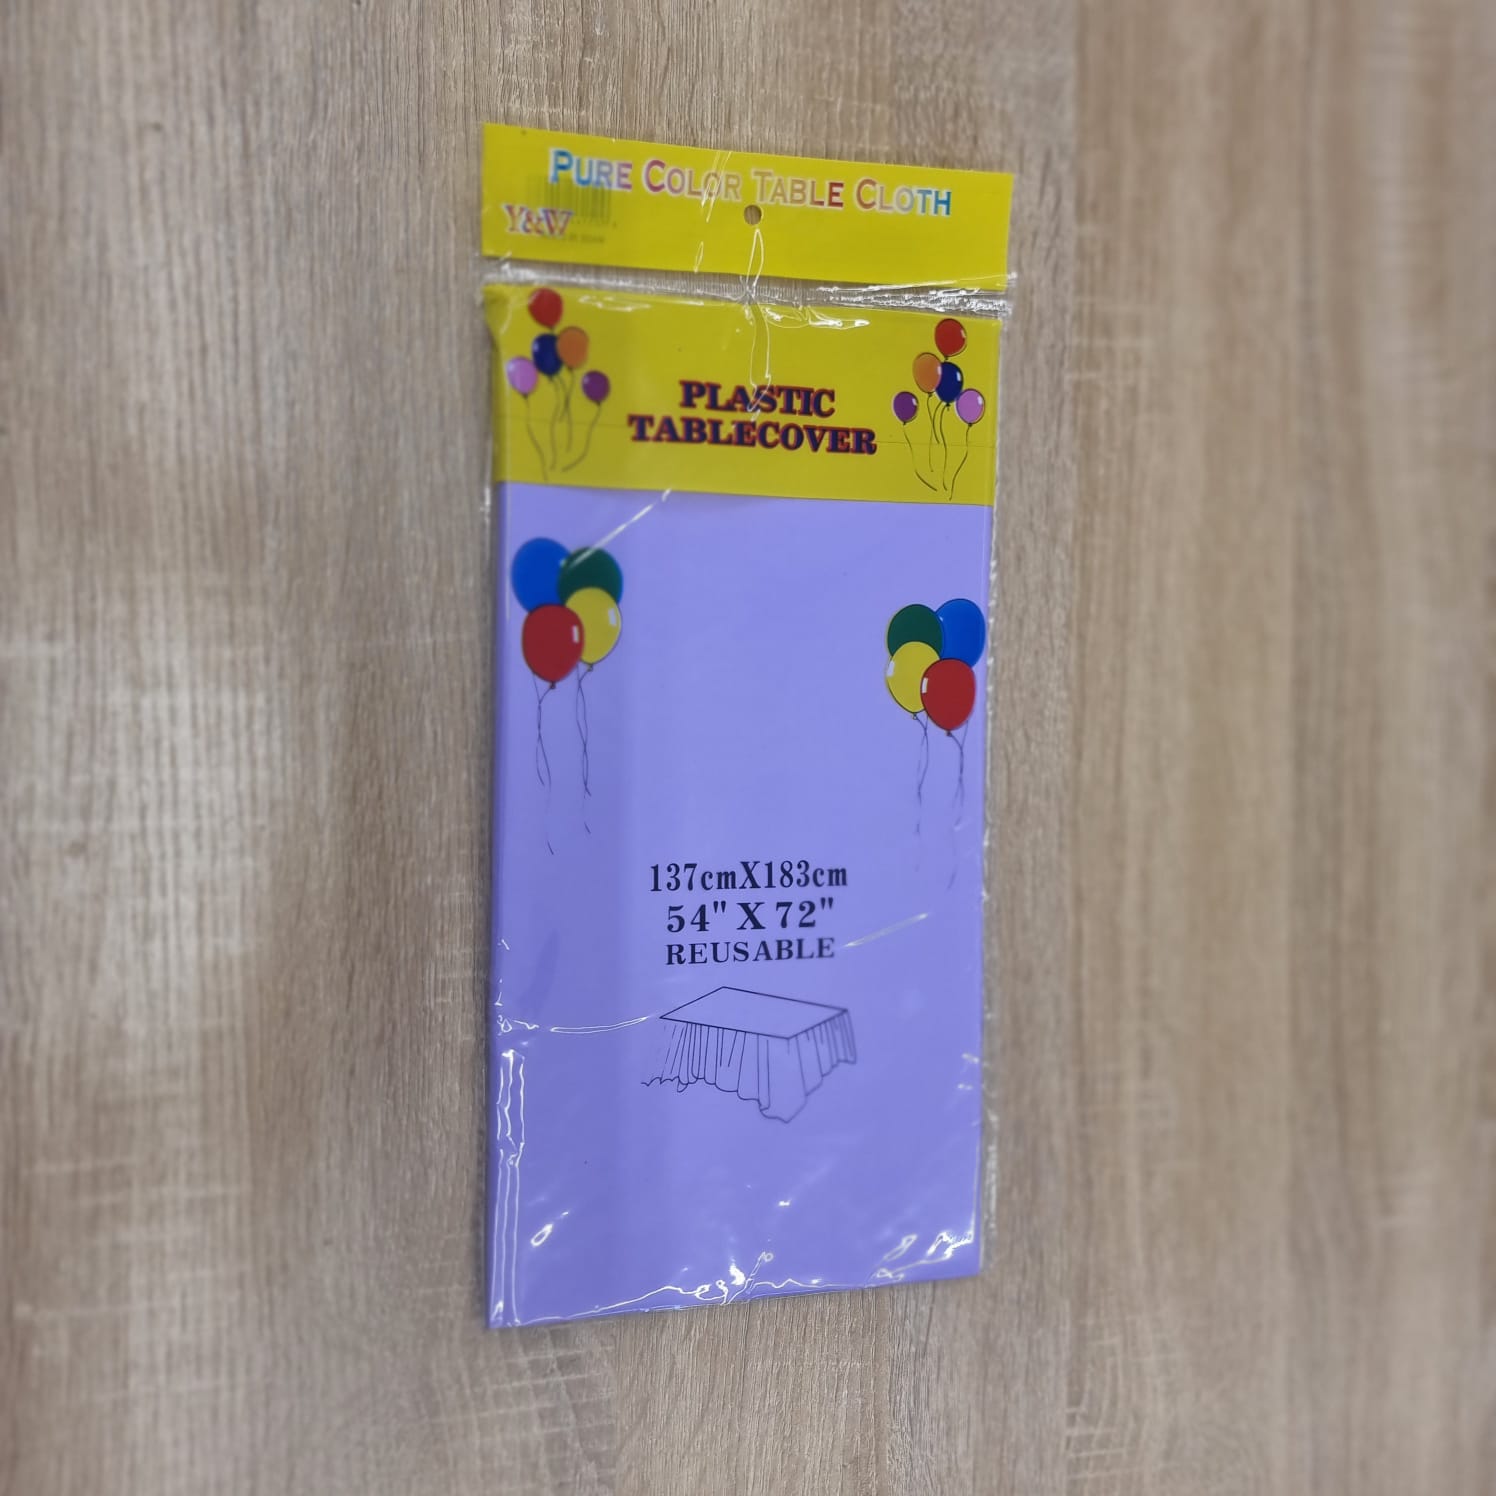 PURE COLOR TABLE CLOTH
Y&W
PLASTIC
TABLECOVER
137cmX183cm
54" X 72"
REUSABLE